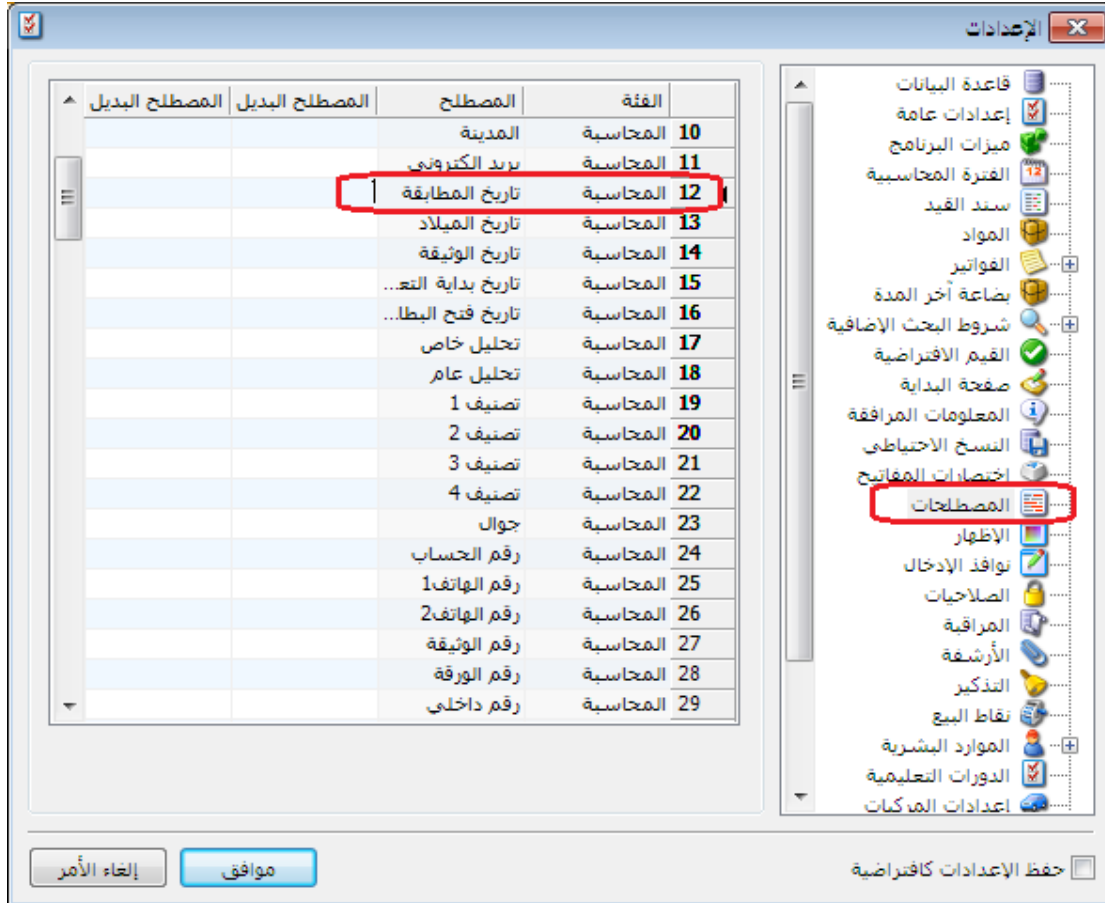 الإعدادات
قاعدة البيانات
إعدادات عامة
ميزات البرنامج
الفترة المحاسبية
سند القيد
المواد
الفواتير
بضاعة آخر المدة
شروط البحث الإضافية
القيم الافتراضية
صفحة البداية
المعلومات المرافقة
النسخ الاحتياطي
اختصارات المفاتيح
المصطلحات
الإظهار
نوافذ الإدخال
الصلاحيات
المراقبة
الأرشفة
التذكير
نقاط البيع
الموارد البشرية
الدورات التعليمية
إعدادات المركبات
الفئة المصطلح المصطلح البديل المصطلح البديل
10 المحاسبة المدينة
11 المحاسبة بريد الكتروني
12 المحاسبة تاريخ المطابقة
13 المحاسبة تاريخ الميلاد
14 المحاسبة تاريخ الوثيقة
15 المحاسبة تاريخ بداية التع...
16 المحاسبة تاريخ فتح البطا...
17 المحاسبة تحليل خاص
18 المحاسبة تحليل عام
19 المحاسبة تصنيف 1
20 المحاسبة تصنيف 2
21 المحاسبة تصنيف 3
22 المحاسبة تصنيف 4
23 المحاسبة جوال
24 المحاسبة رقم الحساب
25 المحاسبة رقم الهاتف1
26 المحاسبة رقم الهاتف2
27 المحاسبة رقم الوثيقة
28 المحاسبة رقم الورقة
29 المحاسبة رقم داخلي
حفظ الإعدادات كافتراضية
موافق
إلغاء الأمر